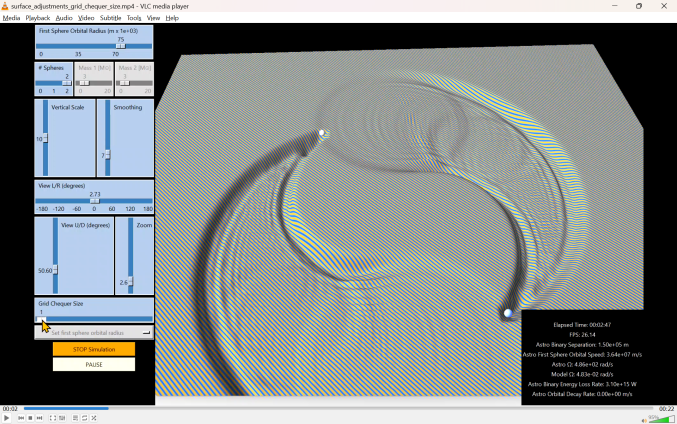 surface_adjustments_grid_chequer_size.mp4 - VLC media player
Media Playback Audio Video Subtitle Tools View Help
First Sphere Orbital Radius (m x 1e+03)
75
0 35 70
# Spheres Mass 1 [M☉] Mass 2 [M☉]
2
0 1 2 0 20 0 20
Vertical Scale Smoothing
10 7
View L/R (degrees)
2.73
-180 -120 -60 0 60 120 180
View U/D (degrees) Zoom
50.60 2.6
Grid Chequer Size
1
Set first sphere orbital radius
STOP Simulation
PAUSE
Elapsed Time: 00:02:47
FPS: 26.14
Astro Binary Separation: 1.50e+05 m
Astro First Sphere Orbital Speed: 3.64e+07 m/s
Astro Ω: 4.86e+02 rad/s
Model Ω: 4.83e-02 rad/s
Astro Binary Energy Loss Rate: 3.10e+15 W
Astro Orbital Decay Rate: 0.00e+00 m/s
00:02 00:22
95%